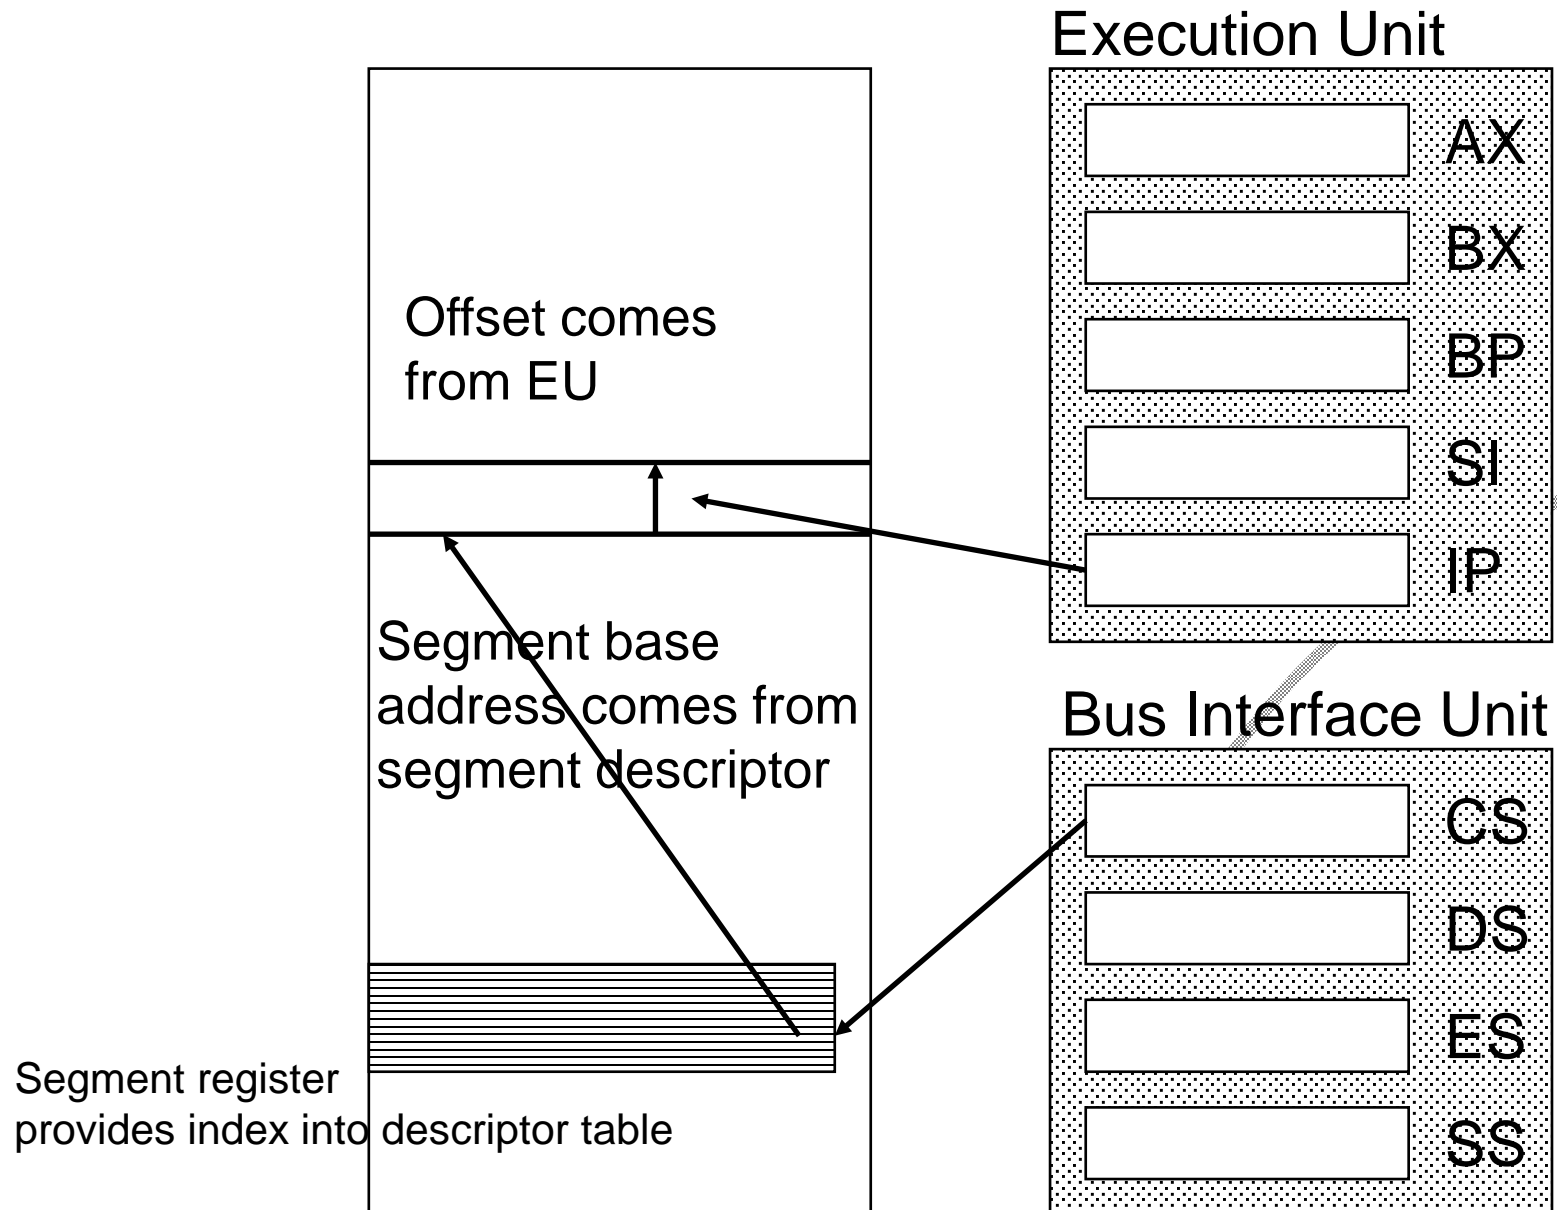 Execution Unit
AX
BX
BP
SI
IP
Offset comes
from EU
Segment base
address comes from
segment descriptor
Bus Interface Unit
CS
DS
ES
SS
Segment register
provides index into descriptor table